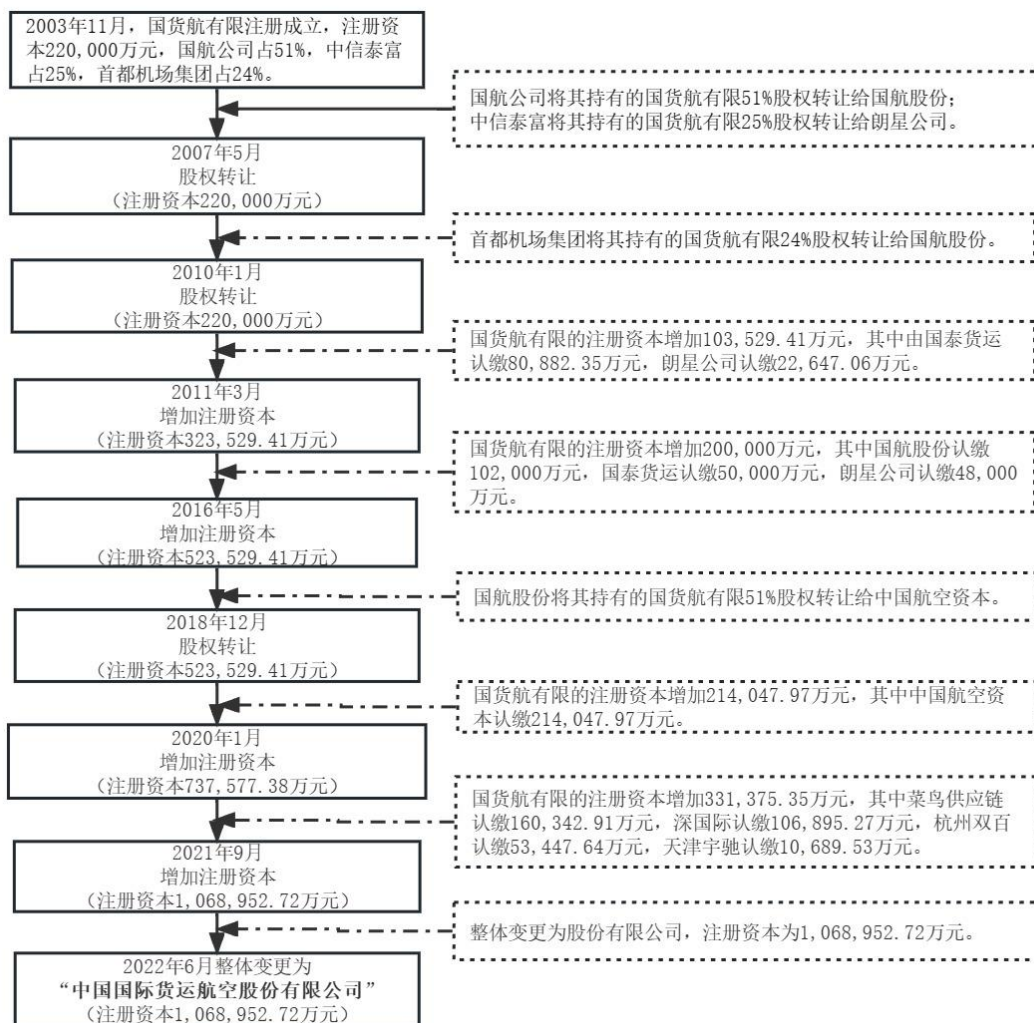 2003年11月，国货航有限注册成立，注册资
本220,000万元，国航公司占51%，中信泰富
占25%，首都机场集团占24%。
国航公司将其持有的国货航有限51%股权转让给国航股份；
中信泰富将其持有的国货航有限25%股权转让给朗星公司。
2007年5月
股权转让
（注册资本220,000万元）
首都机场集团将其持有的国货航有限24%股权转让给国航股份。
2010年1月
股权转让
（注册资本220,000万元）
国货航有限的注册资本增加103,529.41万元，其中由国泰货运
认缴80,882.35万元，朗星公司认缴22,647.06万元。
2011年3月
增加注册资本
（注册资本323,529.41万元）
国货航有限的注册资本增加200,000万元，其中国航股份认缴
102,000万元，国泰货运认缴50,000万元，朗星公司认缴48,000
万元。
2016年5月
增加注册资本
（注册资本523,529.41万元）
国航股份将其持有的国货航有限51%股权转让给中国航空资本。
2018年12月
股权转让
（注册资本523,529.41万元）
国货航有限的注册资本增加214,047.97万元，其中中国航空资
本认缴214,047.97万元。
2020年1月
增加注册资本
（注册资本737,577.38万元）
国货航有限的注册资本增加331,375.35万元，其中菜鸟供应链
认缴160,342.91万元，深国际认缴106,895.27万元，杭州双百
认缴53,447.64万元，天津宇驰认缴10,689.53万元。
2021年9月
增加注册资本
（注册资本1,068,952.72万元）
整体变更为股份有限公司，注册资本为1,068,952.72万元。
2022年6月整体变更为
“中国国际货运航空股份有限公司”
（注册资本1,068,952.72万元）